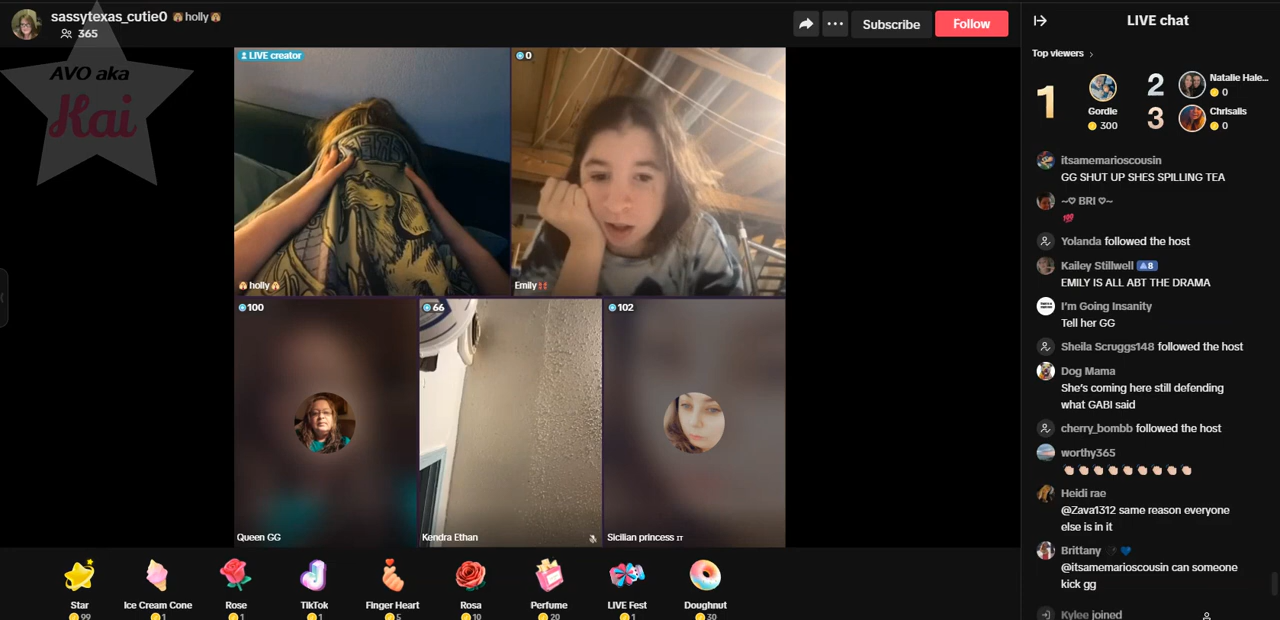 sassytexas_cutie0 🙈holly🙈
365
Subscribe
Follow
AVO aka
Kai
LIVE creator
0
🙈holly🙈
Emily🎀
100
66
102
Queen GG
Kendra Ethan
Sicilian princess IT
Star
99
Ice Cream Cone
1
Rose
1
TikTok
1
Finger Heart
5
Rosa
10
Perfume
20
LIVE Fest
1
Doughnut
30
LIVE chat
Top viewers >
1
Gordie
300
2
Natalie Hale...
0
3
Chrisalis
0
itsamemarioscousin
GG SHUT UP SHES SPILLING TEA
~♡ BRI ♡~
💯
Yolanda followed the host
Kailey Stillwell 8
EMILY IS ALL ABT THE DRAMA
I'm Going Insanity
Tell her GG
Sheila Scruggs148 followed the host
Dog Mama
She's coming here still defending
what GABI said
cherry_bombb followed the host
worthy365
👏🏻👏🏻👏🏻👏🏻👏🏻👏🏻👏🏻👏🏻👏🏻
Heidi rae
@Zava1312 same reason everyone
else is in it
Brittany 🖤💙
@itsamemarioscousin can someone
kick gg
Kylee joined